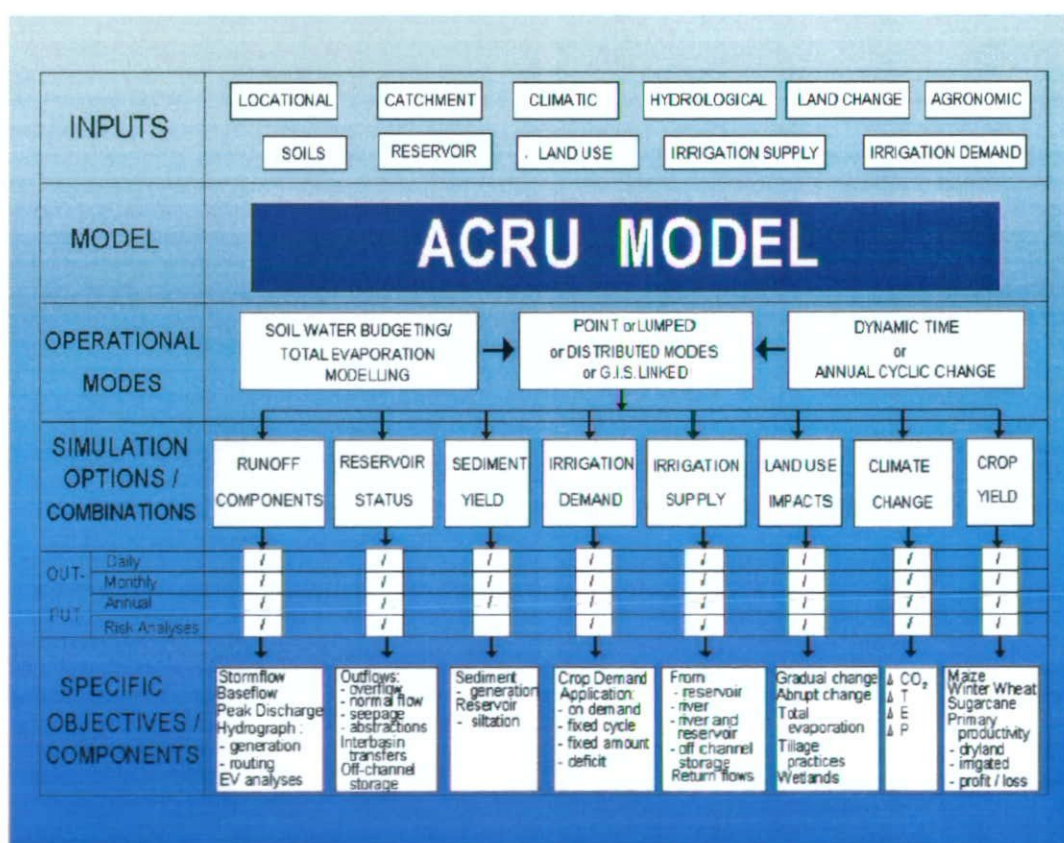 INPUTS
LOCATIONAL CATCHMENT CLIMATIC HYDROLOGICAL LAND CHANGE AGRONOMIC
SOILS RESERVOIR LAND USE IRRIGATION SUPPLY IRRIGATION DEMAND
MODEL
ACRU MODEL
OPERATIONAL
MODES
SOIL WATER BUDGETING/
TOTAL EVAPORATION
MODELLING
POINT or LUMPED
or DISTRIBUTED MODES
or G.I.S. LINKED
DYNAMIC TIME
or
ANNUAL CYCLIC CHANGE
SIMULATION
OPTIONS /
COMBINATIONS
RUNOFF
COMPONENTS
RESERVOIR
STATUS
SEDIMENT
YIELD
IRRIGATION
DEMAND
IRRIGATION
SUPPLY
LAND USE
IMPACTS
CLIMATE
CHANGE
CROP
YIELD
OUT-
PUT
Daily / / / / / / / /
Monthly / / / / / / / /
Annual / / / / / / / /
Risk Analyses / / / / / / /
SPECIFIC
OBJECTIVES /
COMPONENTS
Stormflow
Baseflow
Peak Discharge
Hydrograph :
- generation
- routing
EV analyses
Outflows:
- overflow
- normal flow
- seepage
- abstractions
Interbasin
transfers
Off-channel
storage
Sediment
- generation
Reservoir
- siltation
Crop Demand
Application:
- on demand
- fixed cycle
- fixed amount
- deficit
From
- reservoir
- river
- river and
reservoir
- off channel
storage
Return flows
Gradual change
Abrupt change
Total
evaporation
Tillage
practices
Wetlands
Δ CO₂
Δ T
Δ E
Δ P
Maize
Winter Wheat
Sugarcane
Primary
productivity
- dryland
- irrigated
- profit / loss